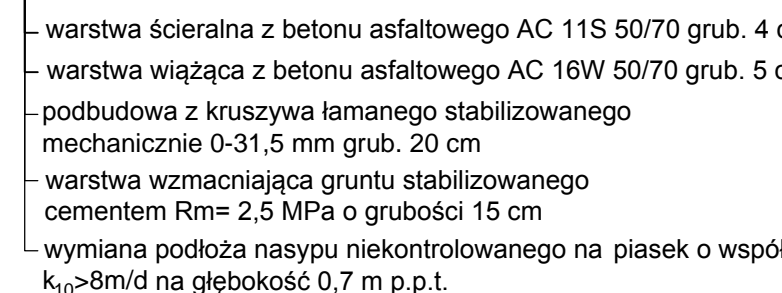 warstwa ścieralna z betonu asfaltowego AC 11S 50/70 grub. 4
warstwa wiążąca z betonu asfaltowego AC 16W 50/70 grub. 5
podbudowa z kruszywa łamanego stabilizowanego
mechanicznie 0-31,5 mm grub. 20 cm
warstwa wzmacniająca gruntu stabilizowanego
cementem Rm= 2,5 MPa o grubości 15 cm
wymiana podłoża nasypu niekontrolowanego na piasek o
k₁₀>8m/d na głębokość 0,7 m p.p.t.